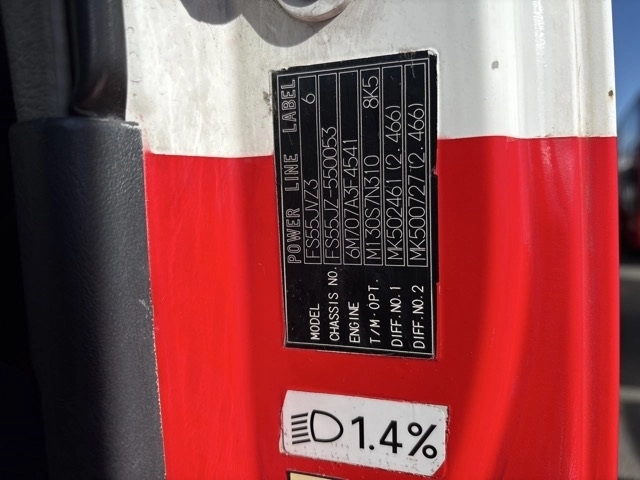 POWER LINE LABEL
MODEL FS55JVZ3 6
CHASSIS NO. FS55JZ-550053
ENGINE 6M707A3F4541
T/M·OPT. M130S7N310 8K5
DIFF.NO.1 MK502461(2.466)
DIFF.NO.2 MK500727(2.466)
1.4%